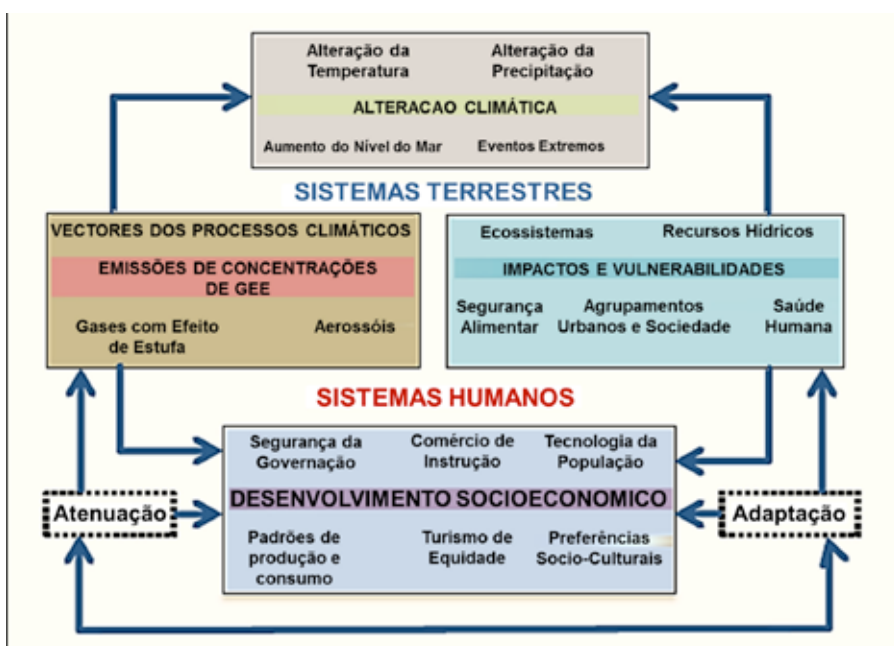 Alteração da Temperatura
Alteração da Precipitação
ALTERACAO CLIMÁTICA
Aumento do Nível do Mar
Eventos Extremos
SISTEMAS TERRESTRES
VECTORES DOS PROCESSOS CLIMÁTICOS
EMISSÕES DE CONCENTRAÇÕES
DE GEE
Gases com Efeito
de Estufa
Aerossóis
Ecossistemas
Recursos Hídricos
IMPACTOS E VULNERABILIDADES
Segurança
Alimentar
Agrupamentos
Urbanos e Sociedade
Saúde
Humana
SISTEMAS HUMANOS
Segurança da
Governação
Comércio de
Instrução
Tecnologia da
População
DESENVOLVIMENTO SOCIOECONOMICO
Padrões de
produção e
consumo
Turismo de
Equidade
Preferências
Socio-Culturais
Atenuação
Adaptação